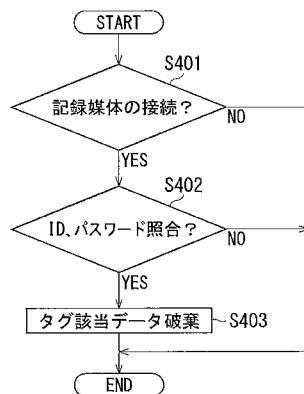 START
S401
記録媒体の接続?
NO
YES
S402
ID、パスワード照合?
NO
YES
タグ該当データ破棄
S403
END